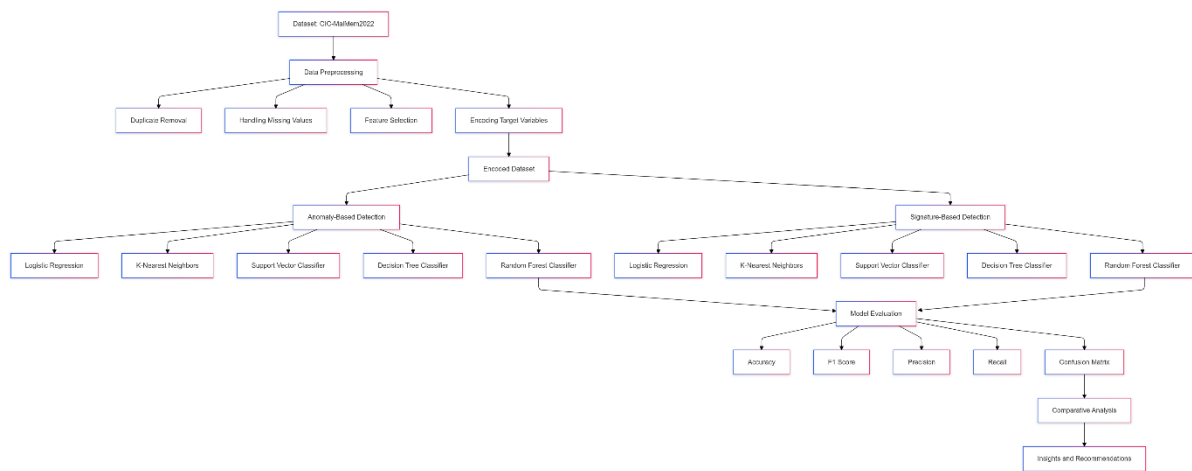 Dataset: CIC-MalMem2022
Data Preprocessing
Duplicate Removal
Handling Missing Values
Feature Selection
Encoding Target Variables
Encoded Dataset
Anomaly-Based Detection
Signature-Based Detection
Logistic Regression
K-Nearest Neighbors
Support Vector Classifier
Decision Tree Classifier
Random Forest Classifier
Logistic Regression
K-Nearest Neighbors
Support Vector Classifier
Decision Tree Classifier
Random Forest Classifier
Model Evaluation
Accuracy
F1 Score
Precision
Recall
Confusion Matrix
Comparative Analysis
Insights and Recommendations